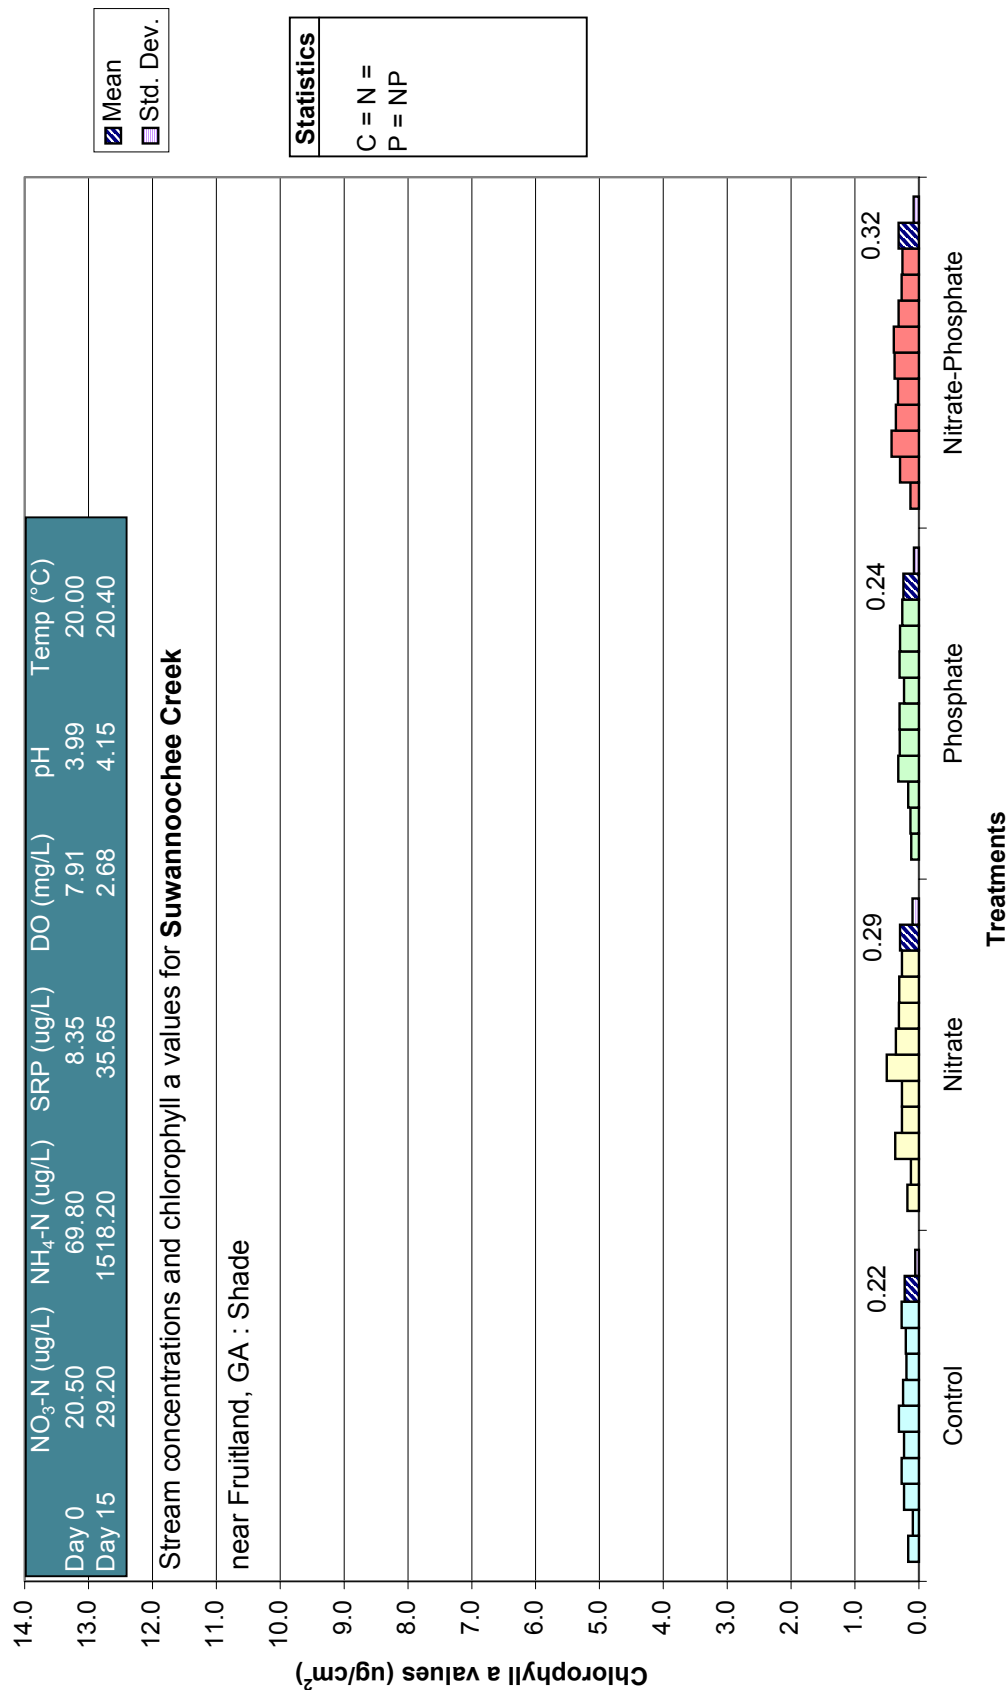 NO₃-N (ug/L) NH₄-N (ug/L) SRP (ug/L) DO (mg/L) pH Temp (°C)
Day 0 20.50 69.80 8.35 7.91 3.99 20.00
Day 15 29.20 1518.20 35.65 2.68 4.15 20.40
Stream concentrations and chlorophyll a values for Suwannoochee Creek
near Fruitland, GA : Shade
Mean
Std. Dev.
Statistics
C = N =
P = NP
Chlorophyll a values (ug/cm²)
14.0
13.0
12.0
11.0
10.0
9.0
8.0
7.0
6.0
5.0
4.0
3.0
2.0
1.0
0.0
0.22
0.29
0.24
0.32
Control
Nitrate
Phosphate
Nitrate-Phosphate
Treatments